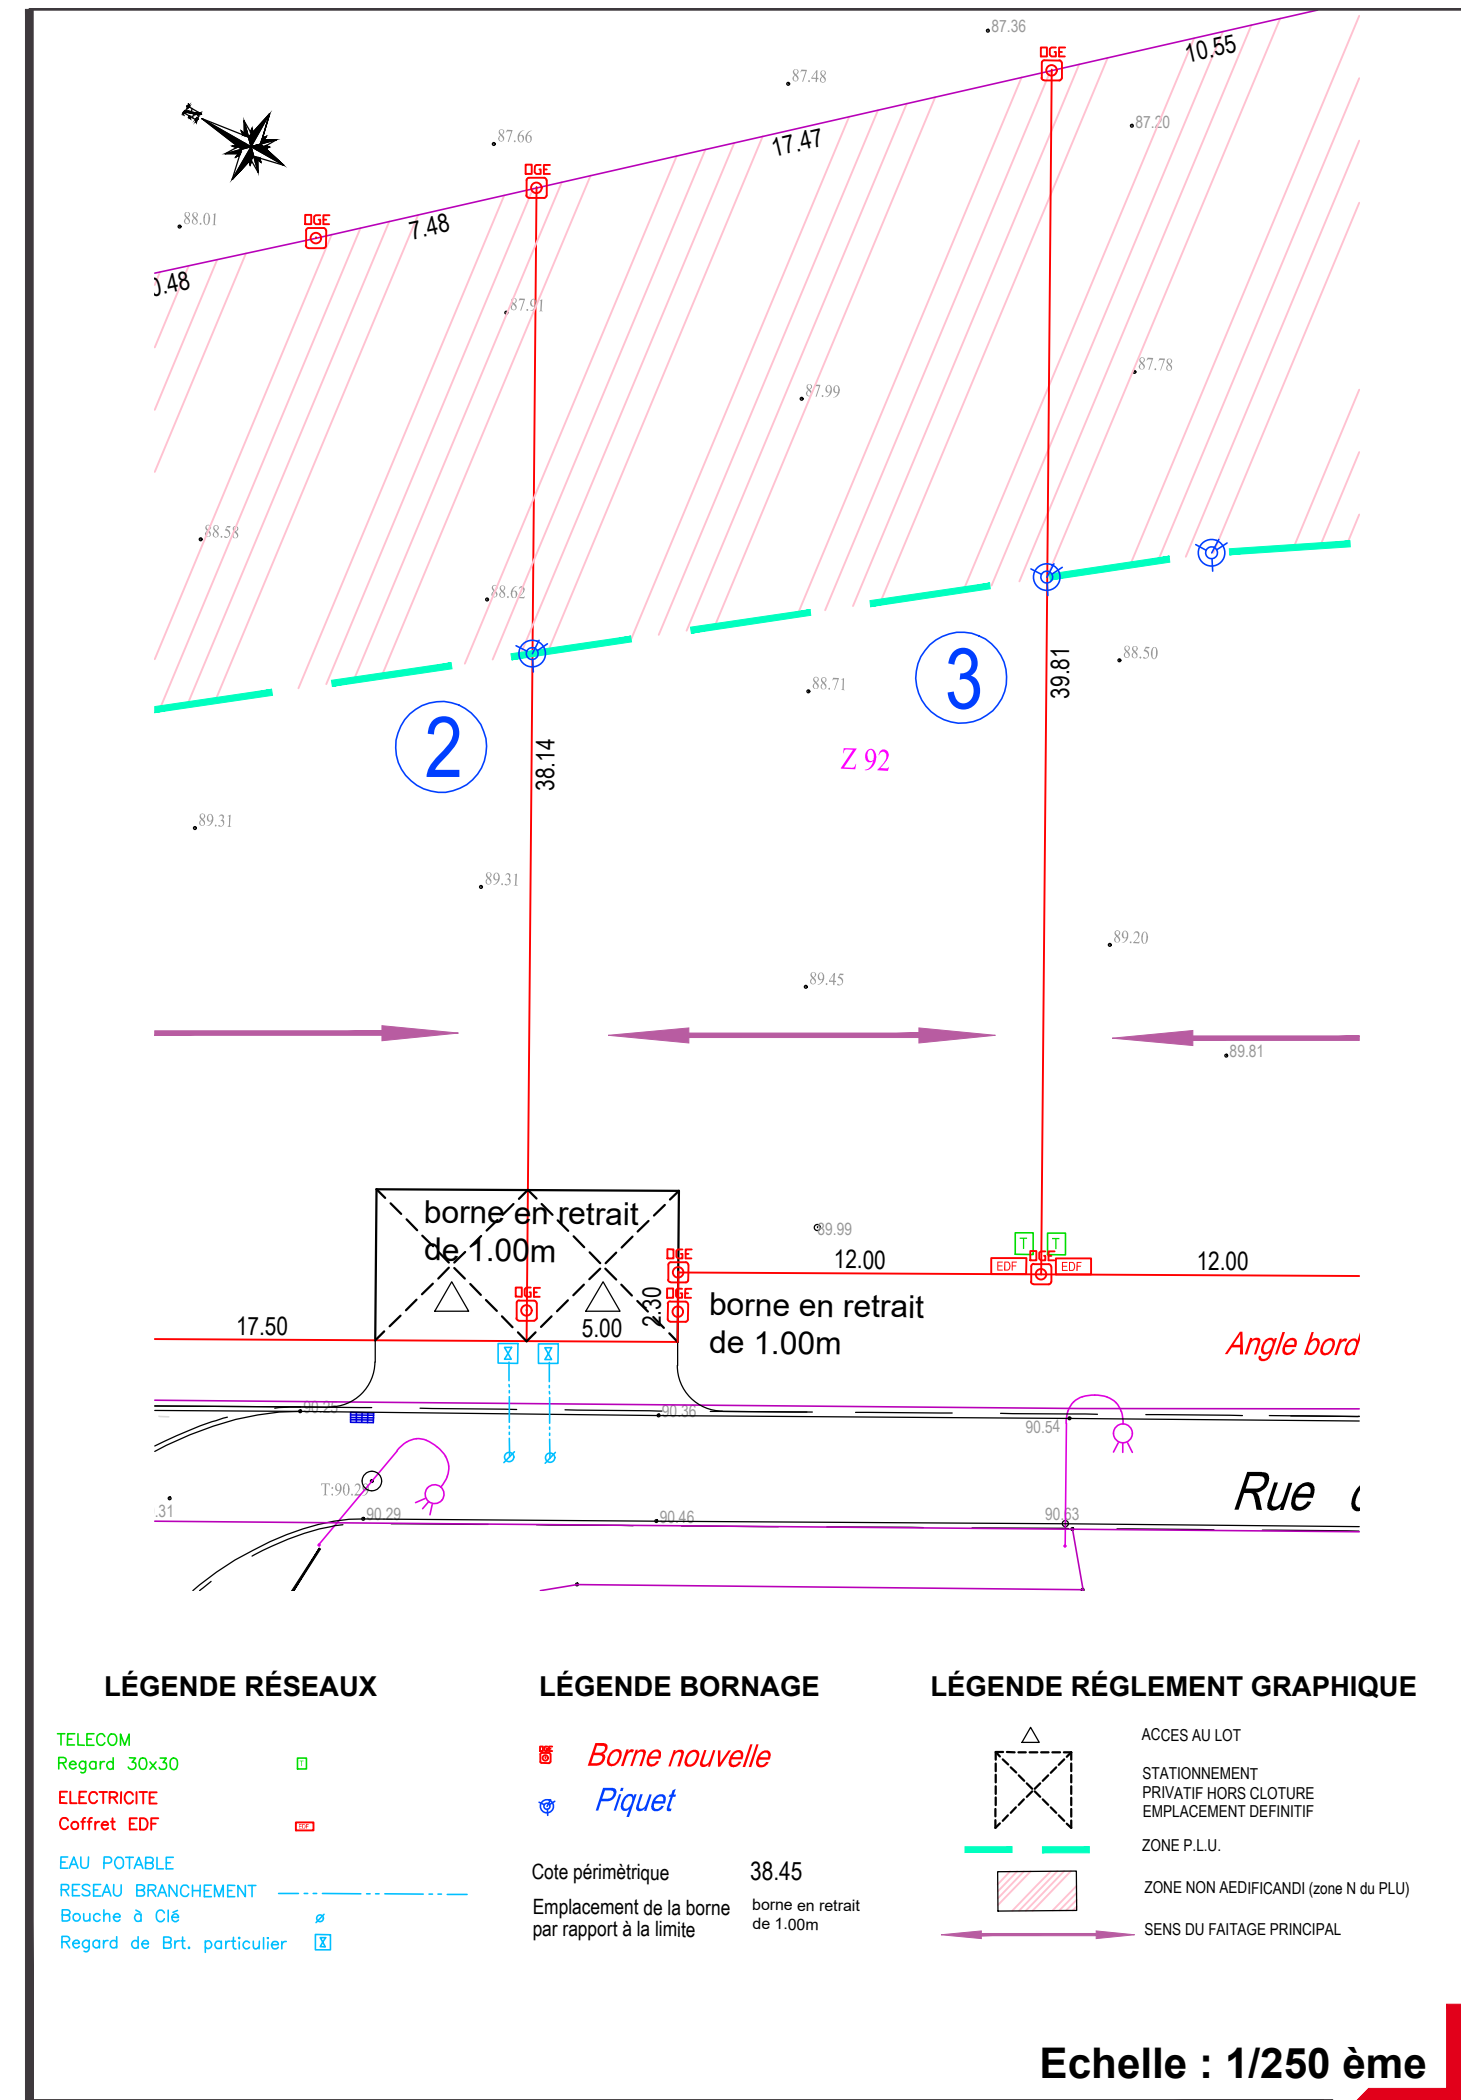 87.36
OGE
10.55
87.48
17.47
87.20
87.66
OGE
N
88.01
OGE
7.48
0.48
87.91
87.78
87.99
88.58
88.62
2
3
39.81
88.50
88.71
38.14
Z 92
89.31
89.31
89.20
89.45
89.81
borne en retrait
de 1.00m
89.99
OGE
12.00
T
T
OGE
EDF
EDF
12.00
OGE
OGE
2.30
borne en retrait
de 1.00m
17.50
5.00
Angle bord
90.25
90.36
90.54
T:90.2
.31
90.29
90.46
90.63
Rue
LÉGENDE RÉSEAUX
TELECOM
Regard 30x30
T
ELECTRICITE
Coffret EDF
EDF
EAU POTABLE
RESEAU BRANCHEMENT
Bouche à Clé
Regard de Brt. particulier
LÉGENDE BORNAGE
OGE
Borne nouvelle
Piquet
Cote périmètrique 38.45
Emplacement de la borne
par rapport à la limite
borne en retrait
de 1.00m
LÉGENDE RÉGLEMENT GRAPHIQUE
ACCES AU LOT
STATIONNEMENT
PRIVATIF HORS CLOTURE
EMPLACEMENT DEFINITIF
ZONE P.L.U.
ZONE NON AEDIFICANDI (zone N du PLU)
SENS DU FAITAGE PRINCIPAL
Echelle : 1/250 ème